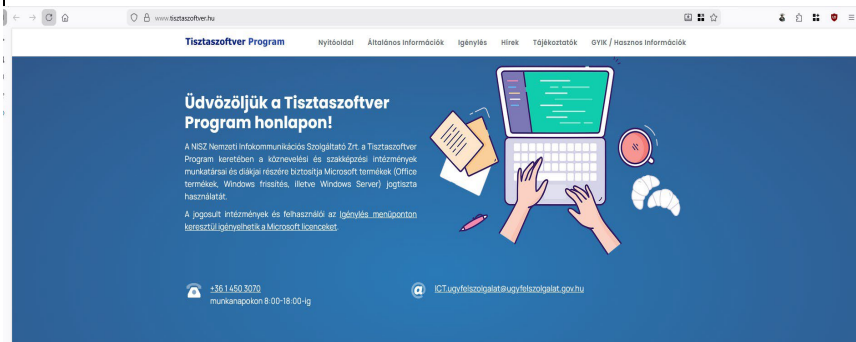 www.tisztaszoftver.hu
Tisztaszoftver Program
Nyitóoldal Általános Információk Igénylés Hírek Tájékoztatók GYIK / Hasznos Információk
Üdvözöljük a Tisztaszoftver
Program honlapon!
A NISZ Nemzeti Infokommunikációs Szolgáltató Zrt. a Tisztaszoftver
Program keretében a köznevelési és szakképzési intézmények
munkatársai és diákjai részére biztosítja Microsoft termékek (Office
termékek, Windows frissítés, illetve Windows Server) jogtiszta
használatát.
A jogosult intézmények és felhasználói az Igénylés menüponton
keresztül igényelhetik a Microsoft licenceket.
+36 1 450 3070
munkanapokon 8:00-18:00-ig
ICT.ugyfelszolgalat@ugyfelszolgalat.gov.hu